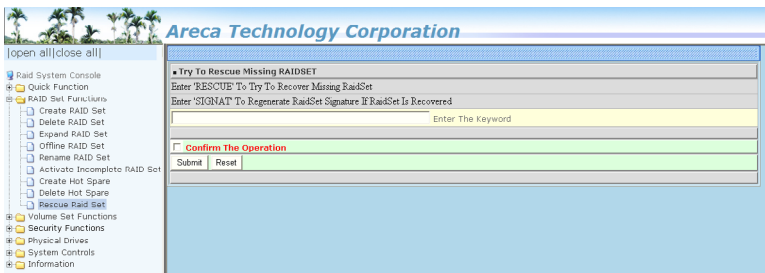 Areca Technology Corporation
|open all|close all|
Raid System Console
Quick Function
RAID Set Functions
Create RAID Set
Delete RAID Set
Expand RAID Set
Offline RAID Set
Rename RAID Set
Activate Incomplete RAID Set
Create Hot Spare
Delete Hot Spare
Rescue Raid Set
Volume Set Functions
Security Functions
Physical Drives
System Controls
Information
Try To Rescue Missing RAIDSET
Enter 'RESCUE' To Try To Recover Missing RaidSet
Enter 'SIGNAT' To Regenerate RaidSet Signature If RaidSet Is Recovered
Enter The Keyword
Confirm The Operation
Submit Reset